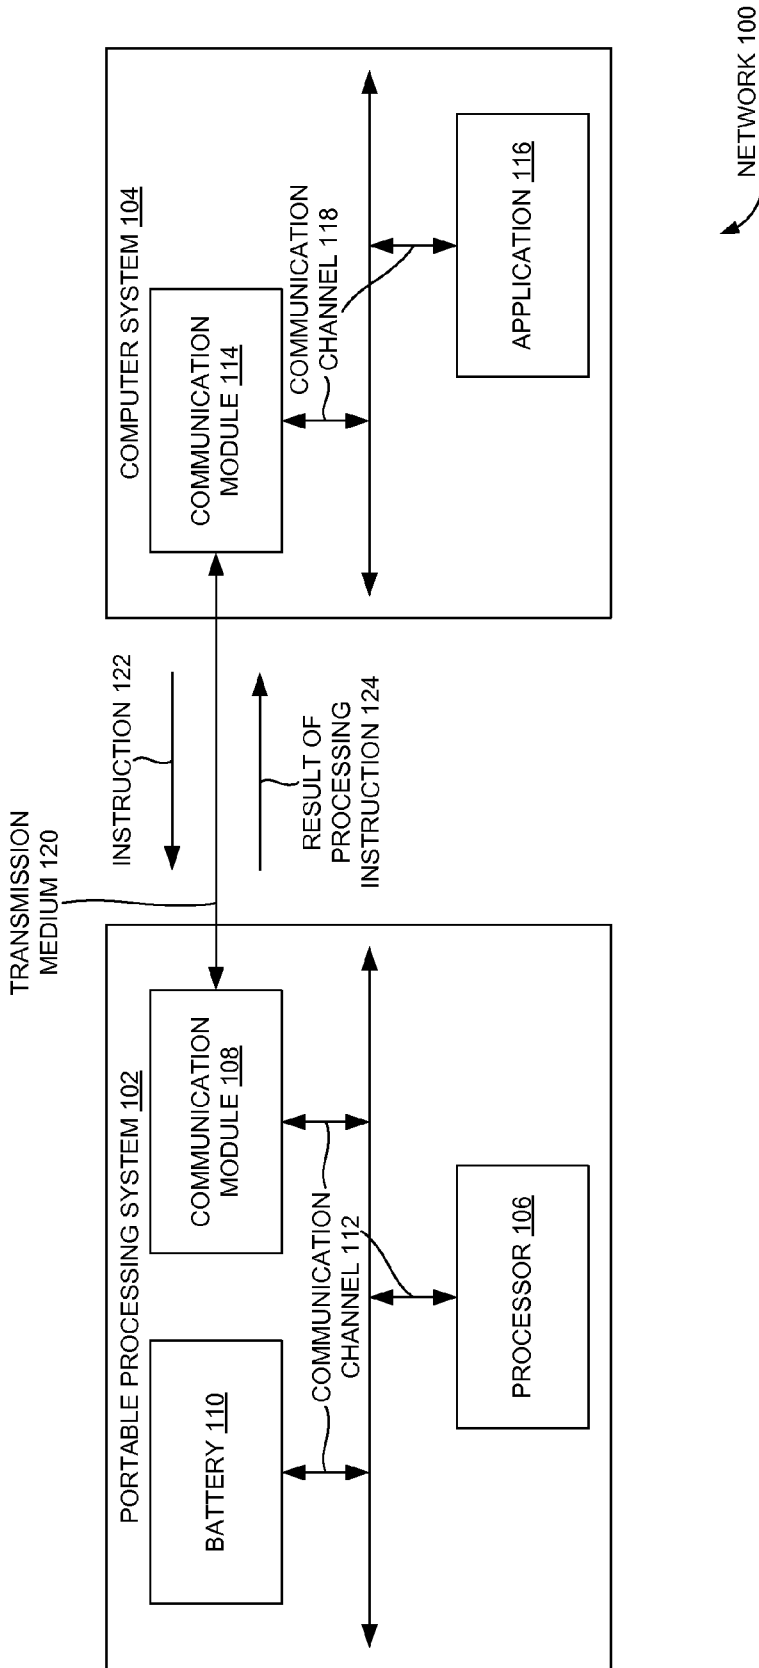 TRANSMISSION
MEDIUM 120
PORTABLE PROCESSING SYSTEM 102
BATTERY 110
COMMUNICATION
MODULE 108
COMMUNICATION
CHANNEL 112
PROCESSOR 106
INSTRUCTION 122
RESULT OF
PROCESSING
INSTRUCTION 124
COMPUTER SYSTEM 104
COMMUNICATION
MODULE 114
COMMUNICATION
CHANNEL 118
APPLICATION 116
NETWORK 100